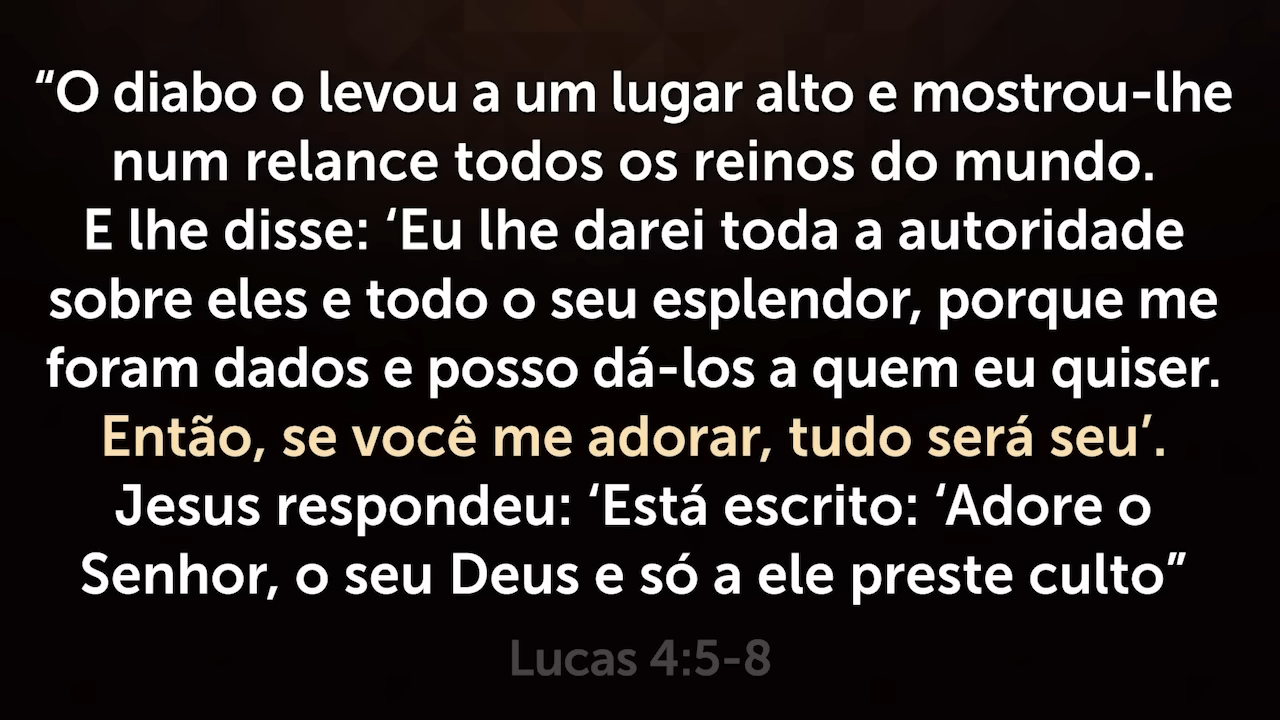 “O diabo o levou a um lugar alto e mostrou-lhe
num relance todos os reinos do mundo.
E lhe disse: ‘Eu lhe darei toda a autoridade
sobre eles e todo o seu esplendor, porque me
foram dados e posso dá-los a quem eu quiser.
Então, se você me adorar, tudo será seu’.
Jesus respondeu: ‘Está escrito: ‘Adore o
Senhor, o seu Deus e só a ele preste culto”
Lucas 4:5-8